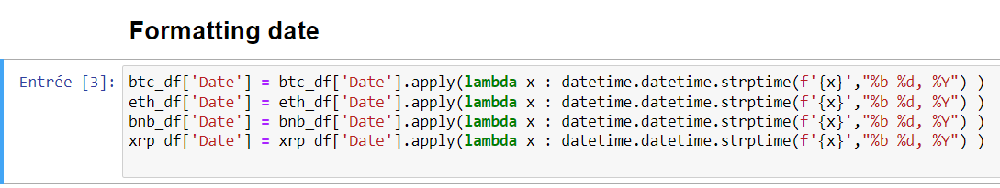 Formatting date
Entrée [3]: btc_df['Date'] = btc_df['Date'].apply(lambda x : datetime.datetime.strptime(f'{x}',"%b %d, %Y") )
eth_df['Date'] = eth_df['Date'].apply(lambda x : datetime.datetime.strptime(f'{x}',"%b %d, %Y") )
bnb_df['Date'] = bnb_df['Date'].apply(lambda x : datetime.datetime.strptime(f'{x}',"%b %d, %Y") )
xrp_df['Date'] = xrp_df['Date'].apply(lambda x : datetime.datetime.strptime(f'{x}',"%b %d, %Y") )